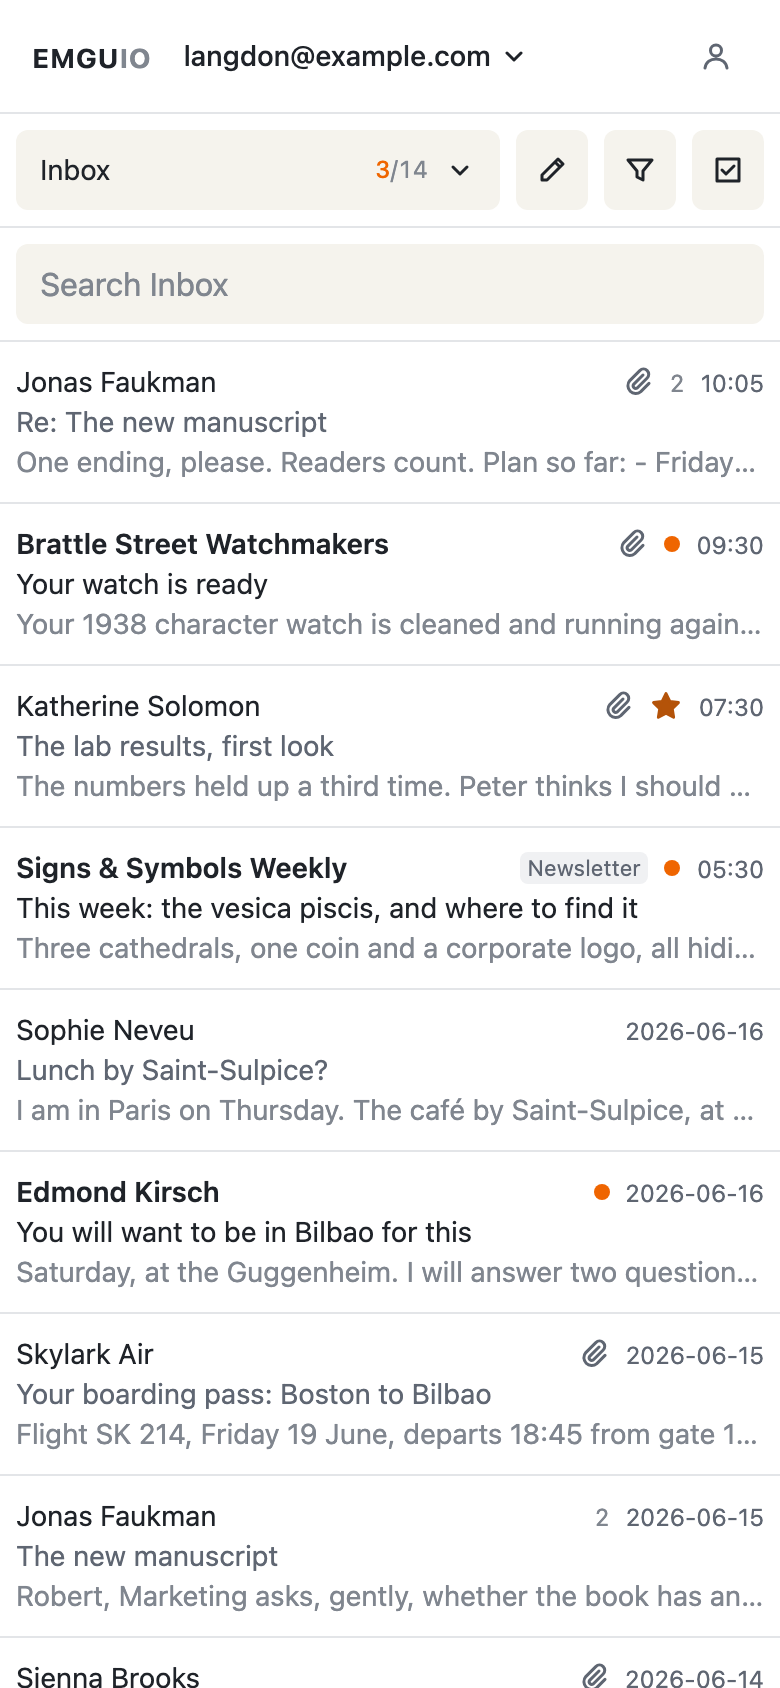 EMGUIO langdon@example.com
Inbox 3/14
Search Inbox
Jonas Faukman 2 10:05
Re: The new manuscript
One ending, please. Readers count. Plan so far: - Friday...
Brattle Street Watchmakers 09:30
Your watch is ready
Your 1938 character watch is cleaned and running again...
Katherine Solomon 07:30
The lab results, first look
The numbers held up a third time. Peter thinks I should ...
Signs & Symbols Weekly Newsletter 05:30
This week: the vesica piscis, and where to find it
Three cathedrals, one coin and a corporate logo, all hidi...
Sophie Neveu 2026-06-16
Lunch by Saint-Sulpice?
I am in Paris on Thursday. The café by Saint-Sulpice, at ...
Edmond Kirsch 2026-06-16
You will want to be in Bilbao for this
Saturday, at the Guggenheim. I will answer two question...
Skylark Air 2026-06-15
Your boarding pass: Boston to Bilbao
Flight SK 214, Friday 19 June, departs 18:45 from gate 1...
Jonas Faukman 2 2026-06-15
The new manuscript
Robert, Marketing asks, gently, whether the book has an...
Sienna Brooks 2026-06-14